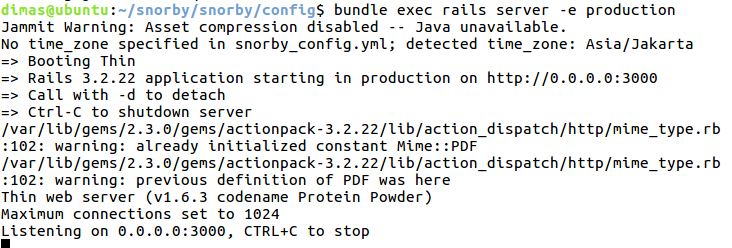 dimas@ubuntu:~/snorby/snorby/config$ bundle exec rails server -e production
Jammit Warning: Asset compression disabled -- Java unavailable.
No time_zone specified in snorby_config.yml; detected time_zone: Asia/Jakarta
=> Booting Thin
=> Rails 3.2.22 application starting in production on http://0.0.0.0:3000
=> Call with -d to detach
=> Ctrl-C to shutdown server
/var/lib/gems/2.3.0/gems/actionpack-3.2.22/lib/action_dispatch/http/mime_type.rb
:102: warning: already initialized constant Mime::PDF
/var/lib/gems/2.3.0/gems/actionpack-3.2.22/lib/action_dispatch/http/mime_type.rb
:102: warning: previous definition of PDF was here
Thin web server (v1.6.3 codename Protein Powder)
Maximum connections set to 1024
Listening on 0.0.0.0:3000, CTRL+C to stop